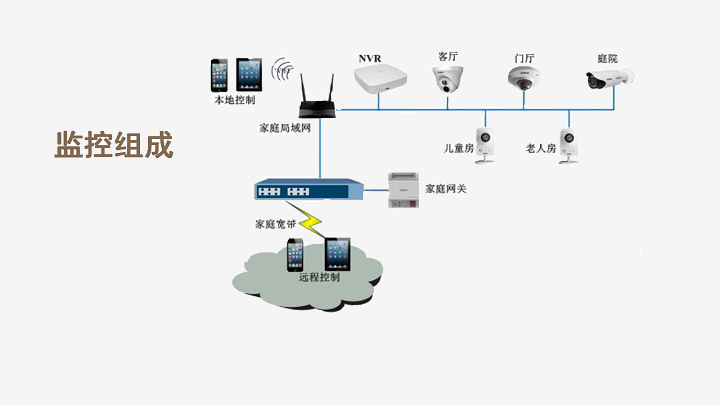 监控组成
本地控制
NVR
客厅
门厅
庭院
家庭局域网
儿童房
老人房
家庭网关
家庭宽带
远程控制